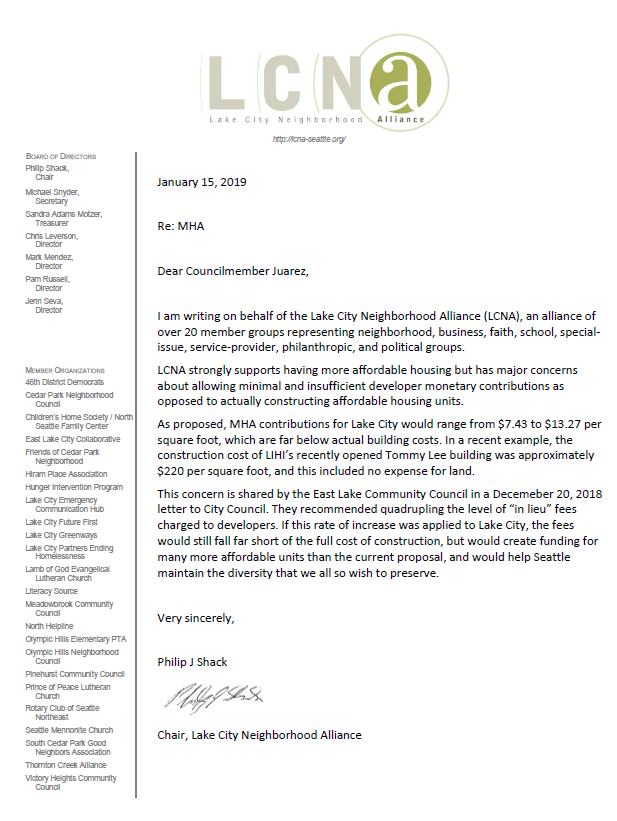 LCNa
Lake City Neighborhood Alliance
http://lcna-seattle.org/
BOARD OF DIRECTORS
Philip Shack,
Chair
Michael Snyder,
Secretary
Sandra Adams Motzer,
Treasurer
Chris Leverson,
Director
Mark Mendez,
Director
Pam Russell,
Director
Jenn Seva,
Director
MEMBER ORGANIZATIONS
46th District Democrats
Cedar Park Neighborhood
Council
Children's Home Society / North
Seattle Family Center
East Lake City Collaborative
Friends of Cedar Park
Neighborhood
Hiram Place Association
Hunger Intervention Program
Lake City Emergency
Communication Hub
Lake City Future First
Lake City Greenways
Lake City Partners Ending
Homelessness
Lamb of God Evangelical
Lutheran Church
Literacy Source
Meadowbrook Community
Council
North Helpline
Olympic Hills Elementary PTA
Olympic Hills Neighborhood
Council
Pinehurst Community Council
Prince of Peace Lutheran
Church
Rotary Club of Seattle
Northeast
Seattle Mennonite Church
South Cedar Park Good
Neighbors Association
Thornton Creek Alliance
Victory Heights Community
Council
January 15, 2019
Re: MHA
Dear Councilmember Juarez,
I am writing on behalf of the Lake City Neighborhood Alliance (LCNA), an alliance of
over 20 member groups representing neighborhood, business, faith, school, special-
issue, service-provider, philanthropic, and political groups.
LCNA strongly supports having more affordable housing but has major concerns
about allowing minimal and insufficient developer monetary contributions as
opposed to actually constructing affordable housing units.
As proposed, MHA contributions for Lake City would range from $7.43 to $13.27 per
square foot, which are far below actual building costs. In a recent example, the
construction cost of LIHI's recently opened Tommy Lee building was approximately
$220 per square foot, and this included no expense for land.
This concern is shared by the East Lake Community Council in a Decemeber 20, 2018
letter to City Council. They recommended quadrupling the level of "in lieu" fees
charged to developers. If this rate of increase was applied to Lake City, the fees
would still fall far short of the full cost of construction, but would create funding for
many more affordable units than the current proposal, and would help Seattle
maintain the diversity that we all so wish to preserve.
Very sincerely,
Philip J Shack
Chair, Lake City Neighborhood Alliance